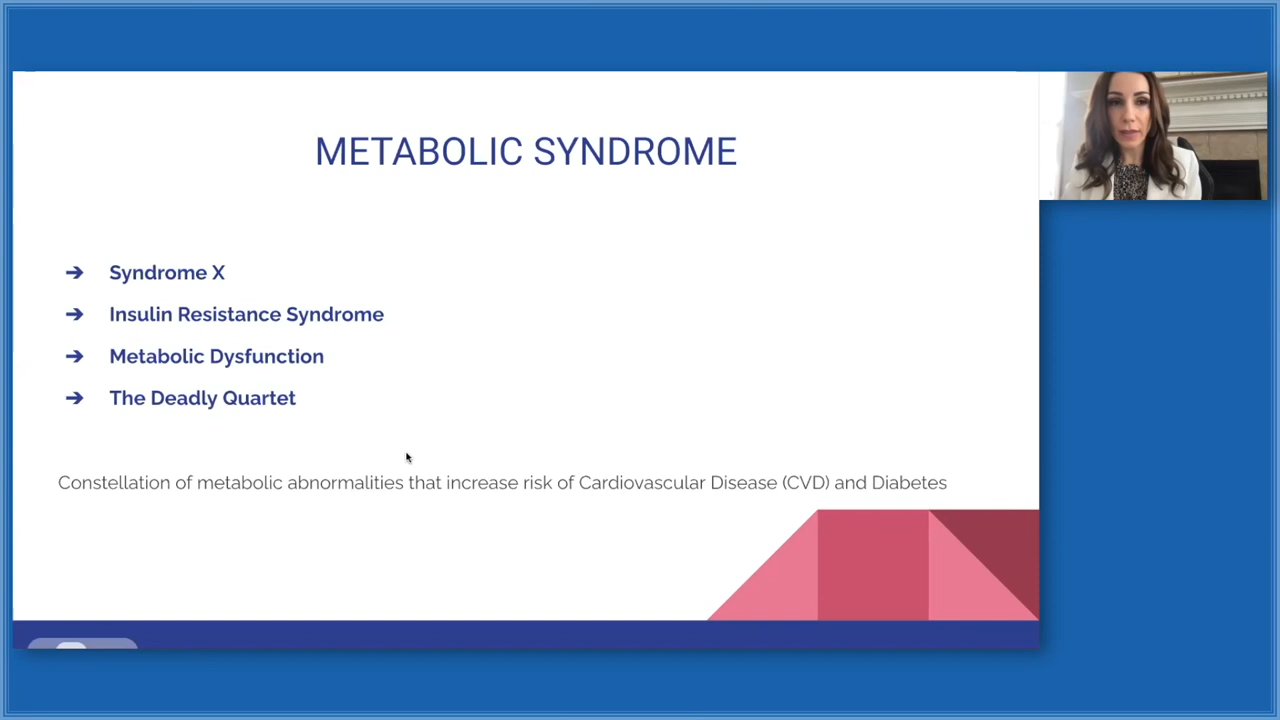 METABOLIC SYNDROME
➔ Syndrome X
➔ Insulin Resistance Syndrome
➔ Metabolic Dysfunction
➔ The Deadly Quartet
Constellation of metabolic abnormalities that increase risk of Cardiovascular Disease (CVD) and Diabetes